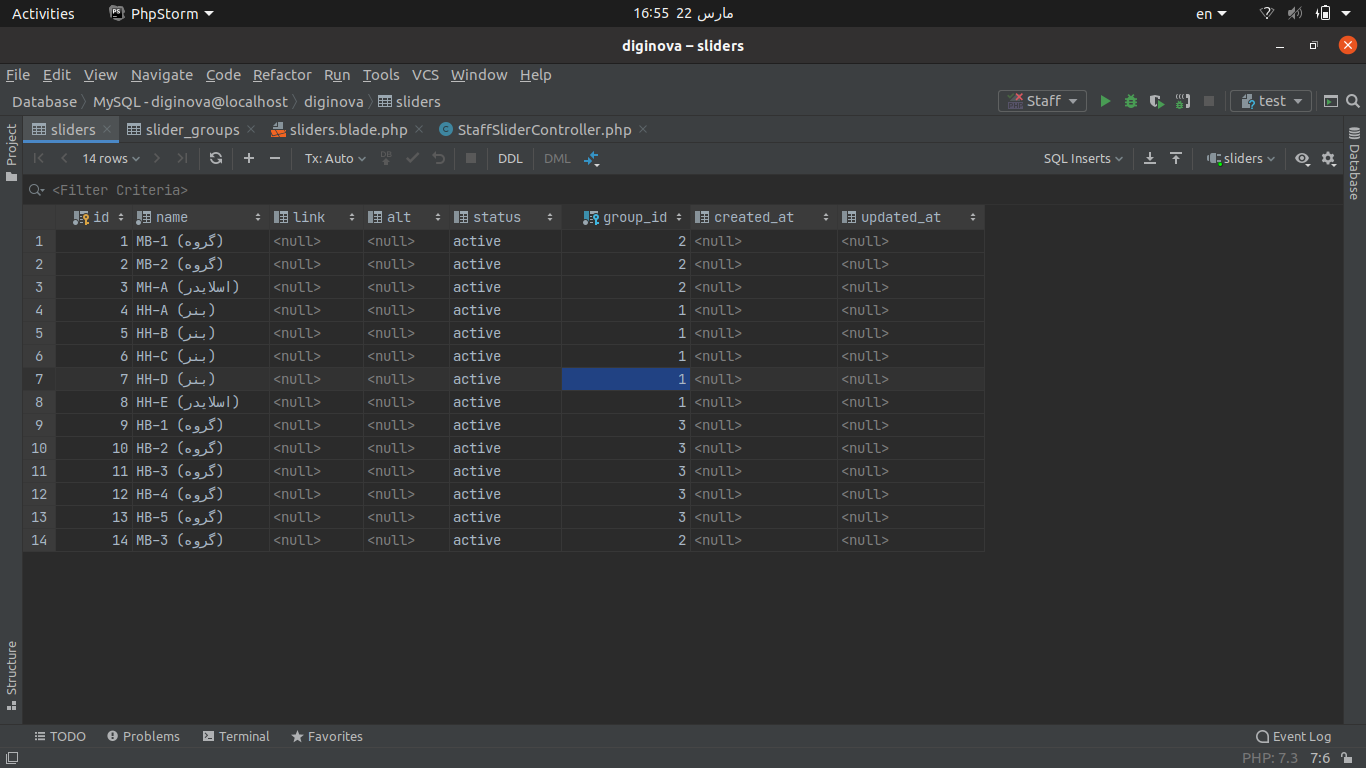 Activities PhpStorm 16:55 22 مارس en
diginova – sliders
File Edit View Navigate Code Refactor Run Tools VCS Window Help
Database MySQL - diginova@localhost diginova sliders Staff test
sliders slider_groups sliders.blade.php StaffSliderController.php
14 rows Tx: Auto DB DDL DML SQL Inserts sliders
<Filter Criteria>
id name link alt status group_id created_at updated_at
1 1 MB-1 (گروه) <null> <null> active 2 <null> <null>
2 2 MB-2 (گروه) <null> <null> active 2 <null> <null>
3 3 MH-A (اسلایدر) <null> <null> active 2 <null> <null>
4 4 HH-A (بنر) <null> <null> active 1 <null> <null>
5 5 HH-B (بنر) <null> <null> active 1 <null> <null>
6 6 HH-C (بنر) <null> <null> active 1 <null> <null>
7 7 HH-D (بنر) <null> <null> active 1 <null> <null>
8 8 HH-E (اسلایدر) <null> <null> active 1 <null> <null>
9 9 HB-1 (گروه) <null> <null> active 3 <null> <null>
10 10 HB-2 (گروه) <null> <null> active 3 <null> <null>
11 11 HB-3 (گروه) <null> <null> active 3 <null> <null>
12 12 HB-4 (گروه) <null> <null> active 3 <null> <null>
13 13 HB-5 (گروه) <null> <null> active 3 <null> <null>
14 14 MB-3 (گروه) <null> <null> active 2 <null> <null>
Project
Structure
Database
TODO Problems Terminal Favorites Event Log
PHP: 7.3 7:6